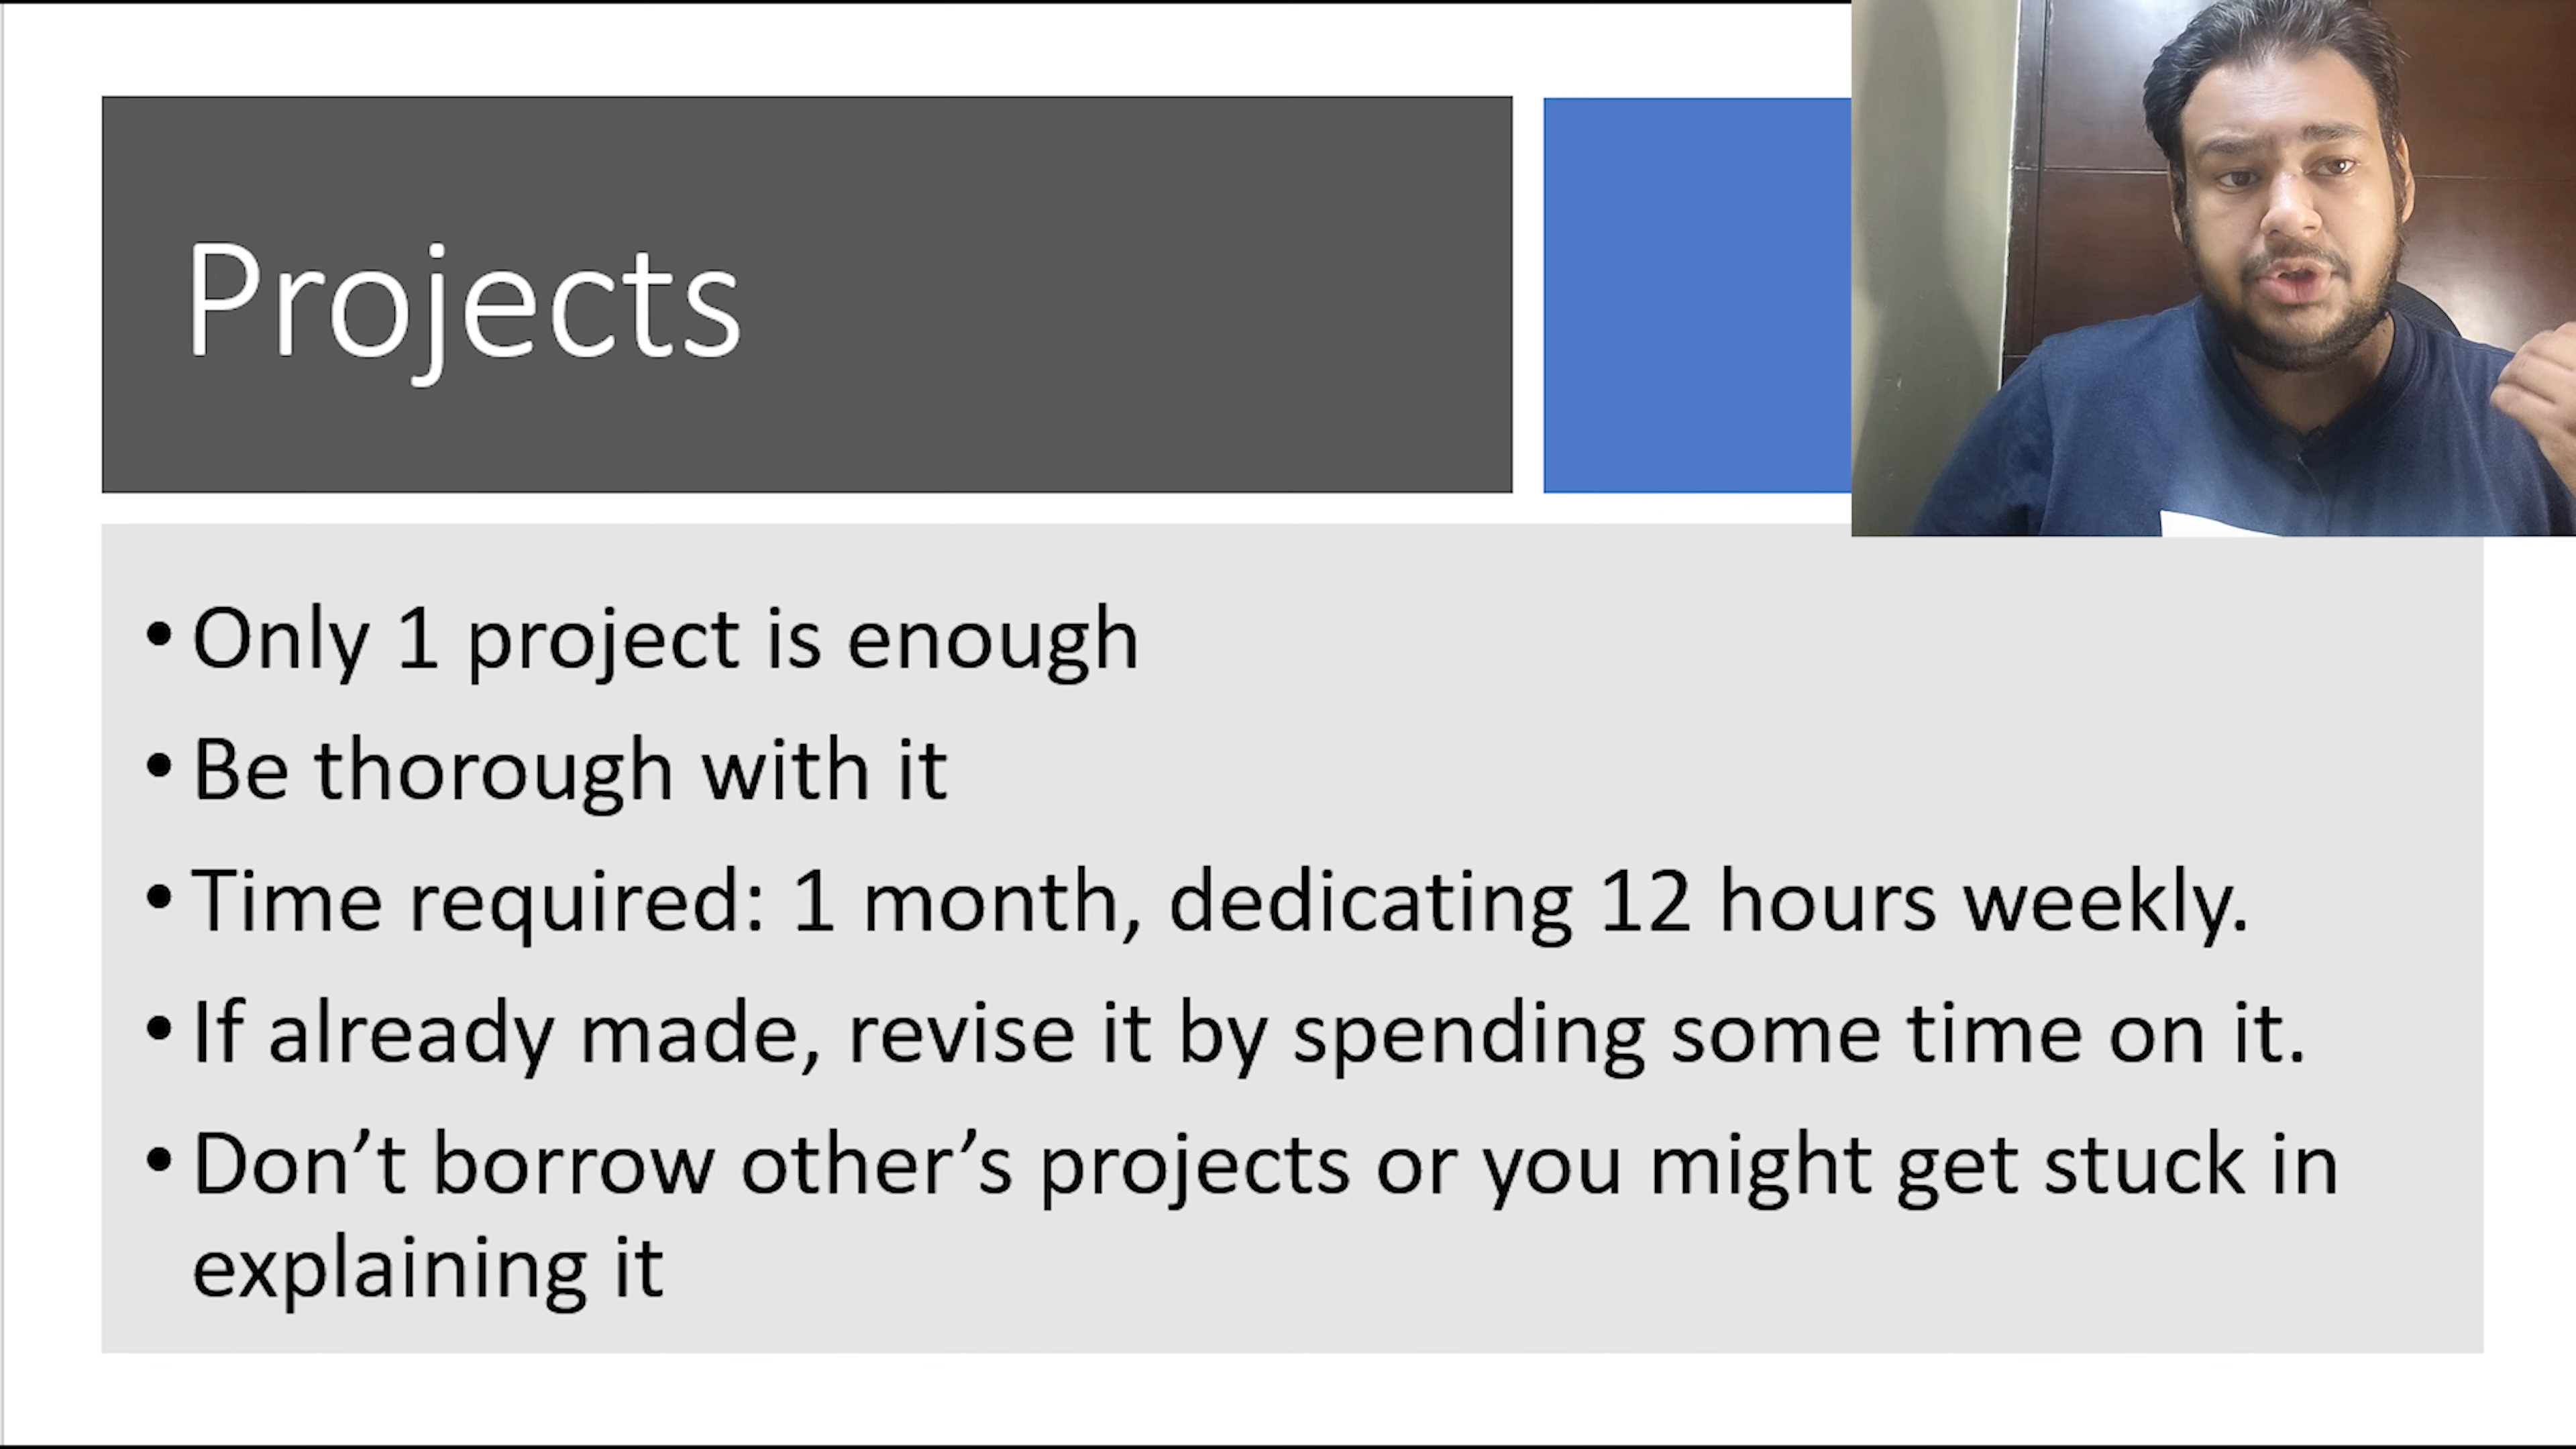 Projects
• Only 1 project is enough
• Be thorough with it
• Time required: 1 month, dedicating 12 hours weekly.
• If already made, revise it by spending some time on it.
• Don’t borrow other’s projects or you might get stuck in
explaining it